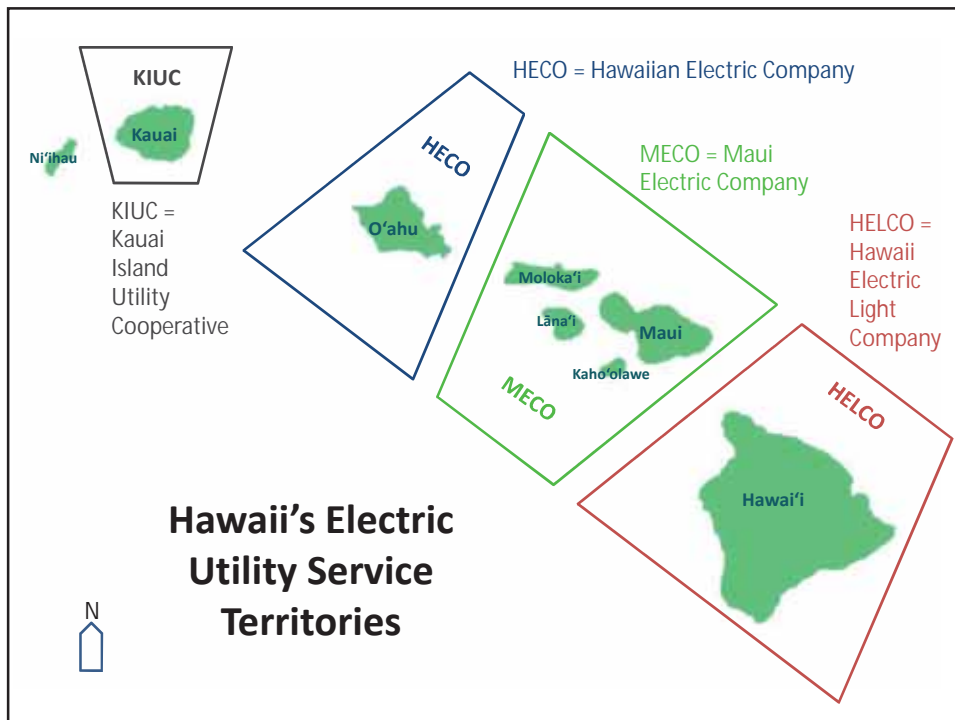 KIUC
Kauai
Ni‘ihau
KIUC =
Kauai
Island
Utility
Cooperative
HECO = Hawaiian Electric Company
HECO
O‘ahu
MECO = Maui
Electric Company
Moloka‘i
Lāna‘i
Maui
Kaho‘olawe
MECO
HELCO =
Hawaii
Electric
Light
Company
HELCO
Hawai‘i
Hawaii’s Electric
Utility Service
Territories
N